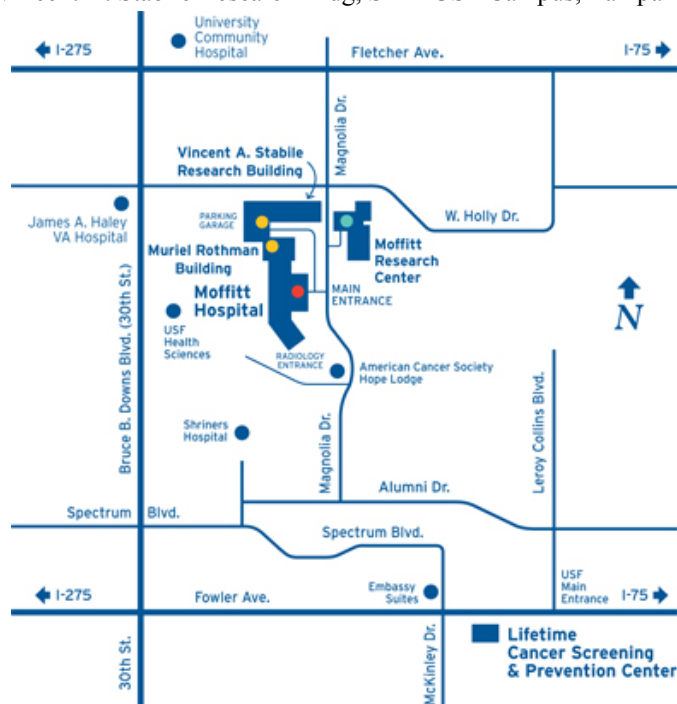 University
Community
Hospital
I-275
Fletcher Ave.
I-75
Magnolia Dr.
Vincent A. Stabile
Research Building
James A. Haley
VA Hospital
PARKING
GARAGE
W. Holly Dr.
Muriel Rothman
Building
Moffitt
Research
Center
Moffitt
Hospital
MAIN
ENTRANCE
N
USF
Health
Sciences
RADIOLOGY
ENTRANCE
American Cancer Society
Hope Lodge
Bruce B. Downs Blvd. (30th St.)
Leroy Collins Blvd.
Shriners
Hospital
Magnolia Dr.
Alumni Dr.
Spectrum Blvd.
Spectrum Blvd.
I-275
Fowler Ave.
Embassy
Suites
USF
Main
Entrance
I-75
30th St.
McKinley Dr.
Lifetime
Cancer Screening
& Prevention Center